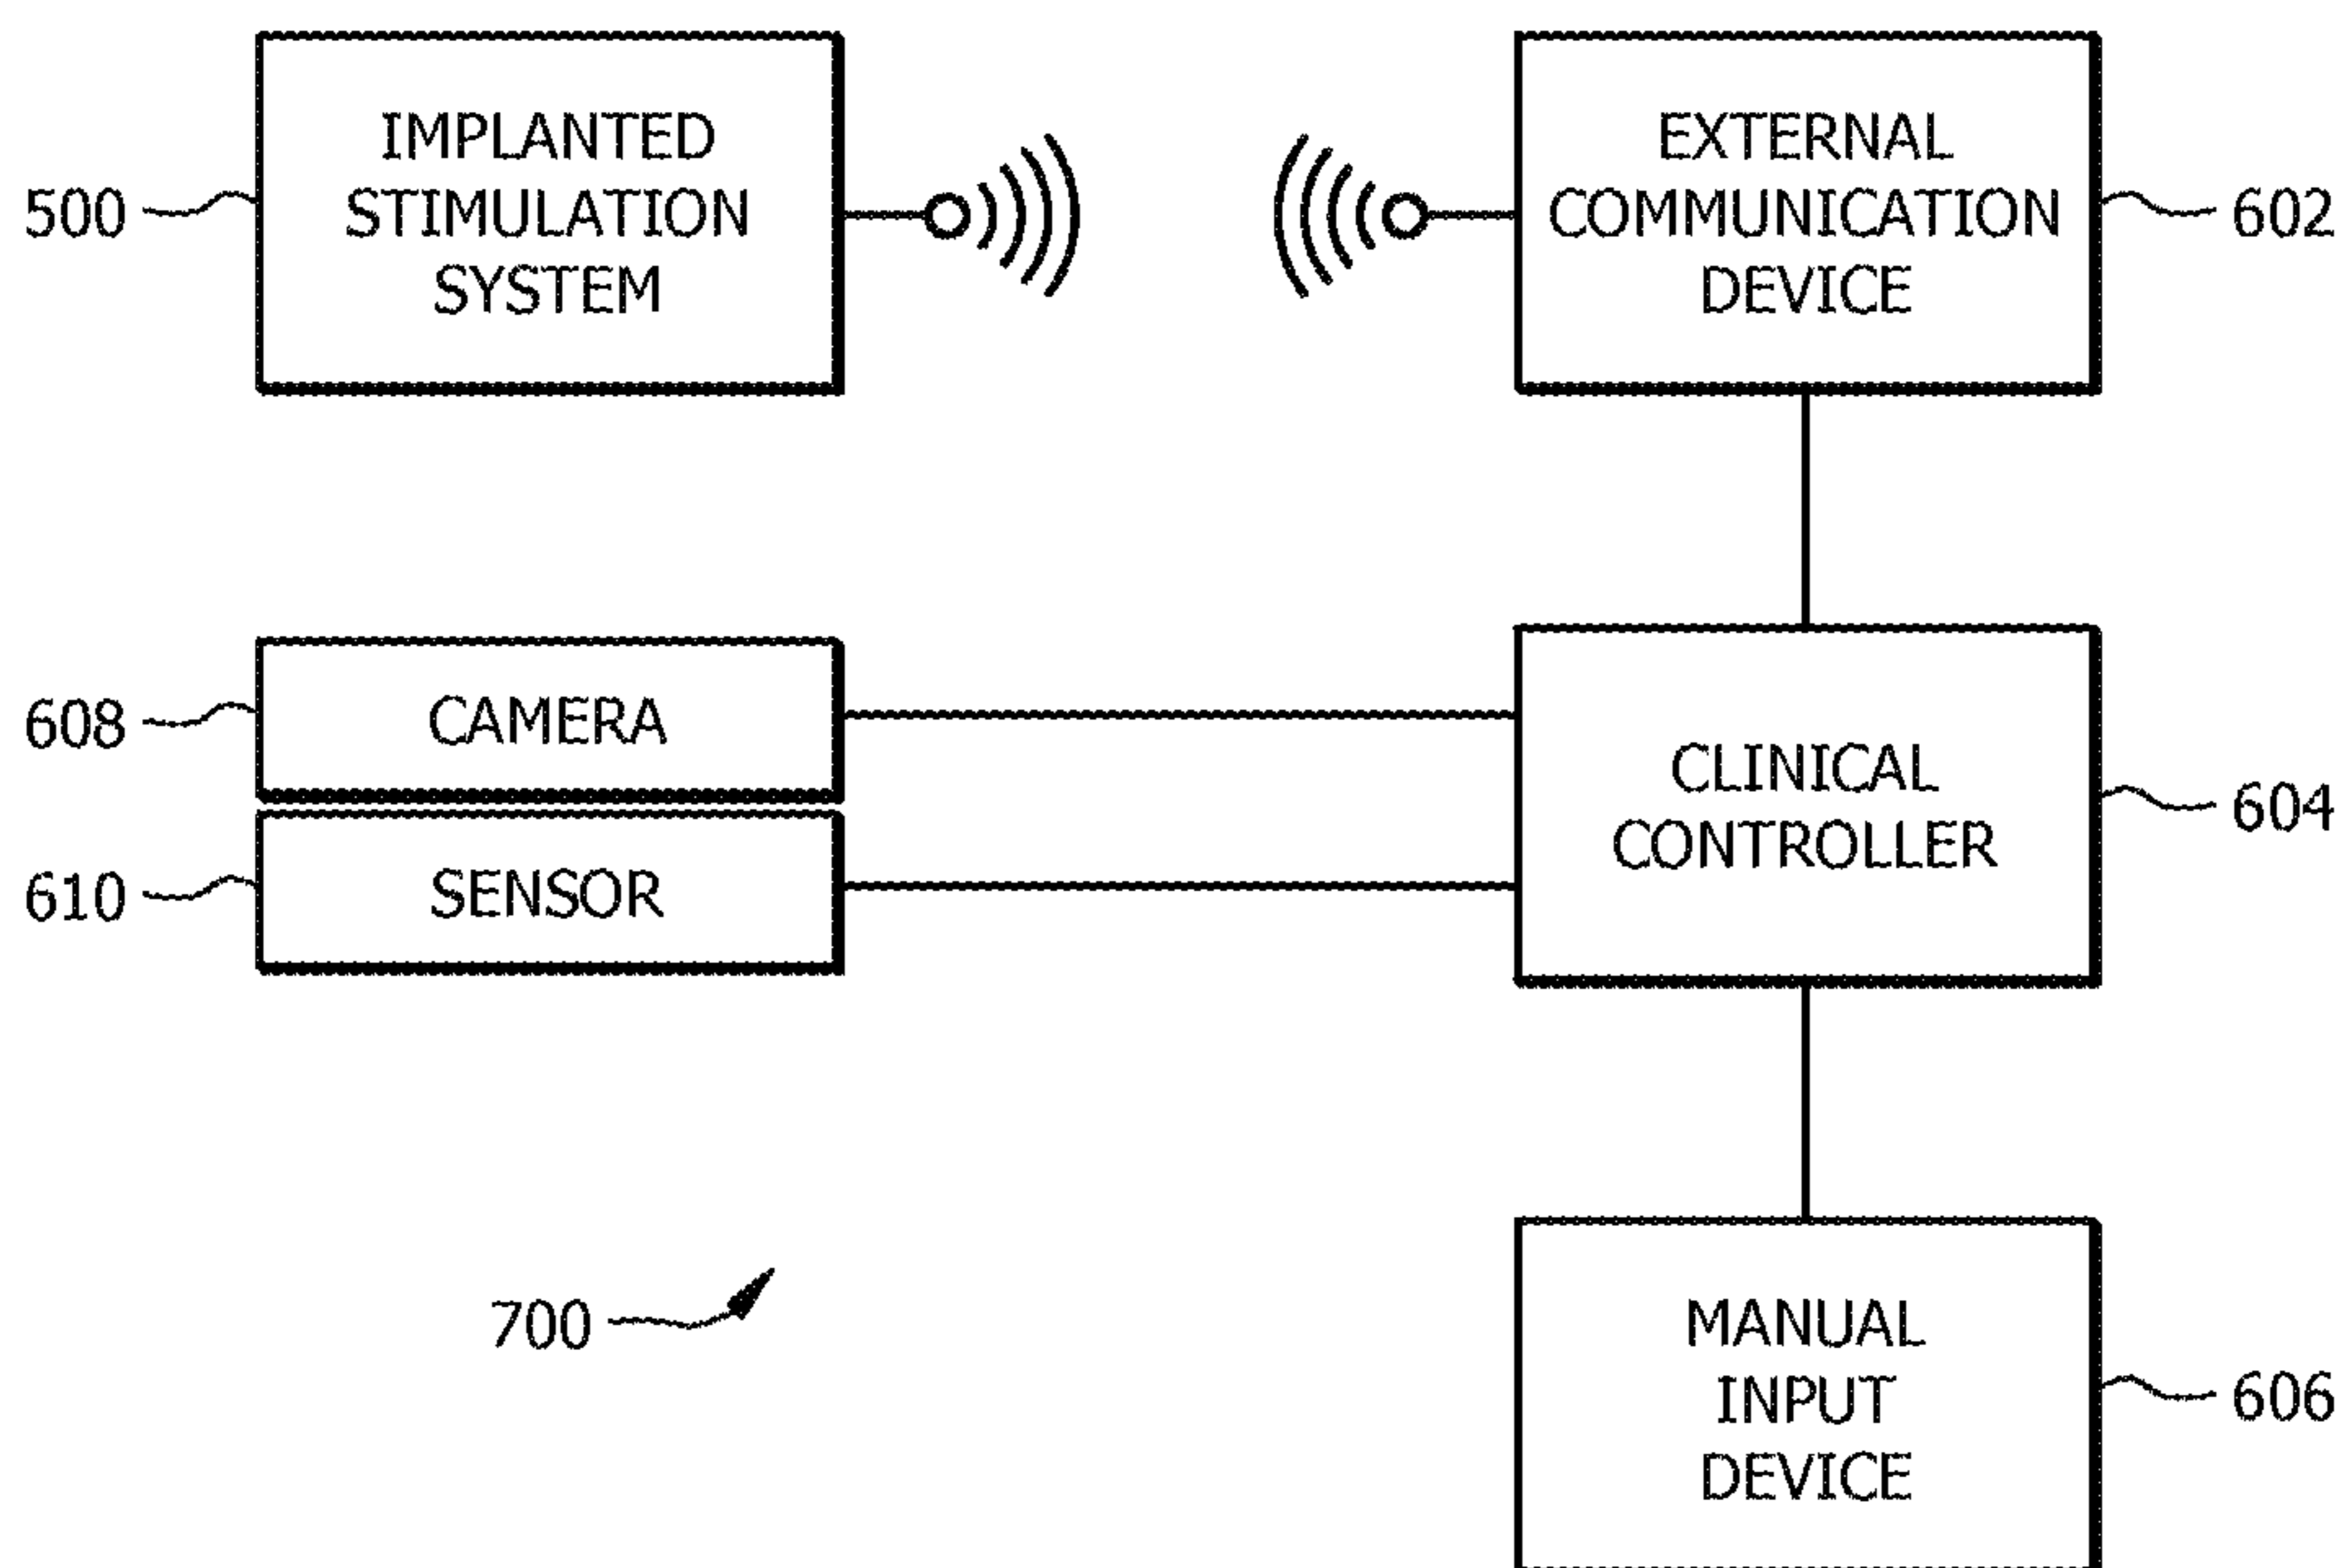 IMPLANTED
STIMULATION
SYSTEM
500
EXTERNAL
COMMUNICATION
DEVICE
602
CAMERA
608
SENSOR
610
CLINICAL
CONTROLLER
604
700
MANUAL
INPUT
DEVICE
606